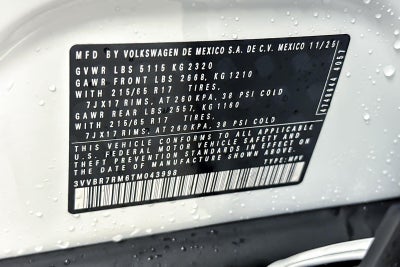 MFD BY VOLKSWAGEN DE MEXICO S.A. DE C.V. MEXICO 11/25
GVWR LBS 5115 KG 2320
GAWR FRONT LBS 2668, KG 1210
WITH 215/65 R17 TIRES.
7JX17 RIMS, AT 260 KPA, 38 PSI COLD
GAWR REAR LBS 2557, KG 1160
WITH 215/65 R17 TIRES.
7JX17 RIMS, AT 260 KPA, 38 PSI COLD
THIS VEHICLE CONFORMS TO ALL APPLICABLE
U.S. FEDERAL MOTOR VEHICLE SAFETY AND
THEFT PREVENTION STANDARDS IN EFFECT ON
THE DATE OF MANUFACTURE SHOWN ABOVE.
3VVBR7RM6TM043998 TYPE: MPV